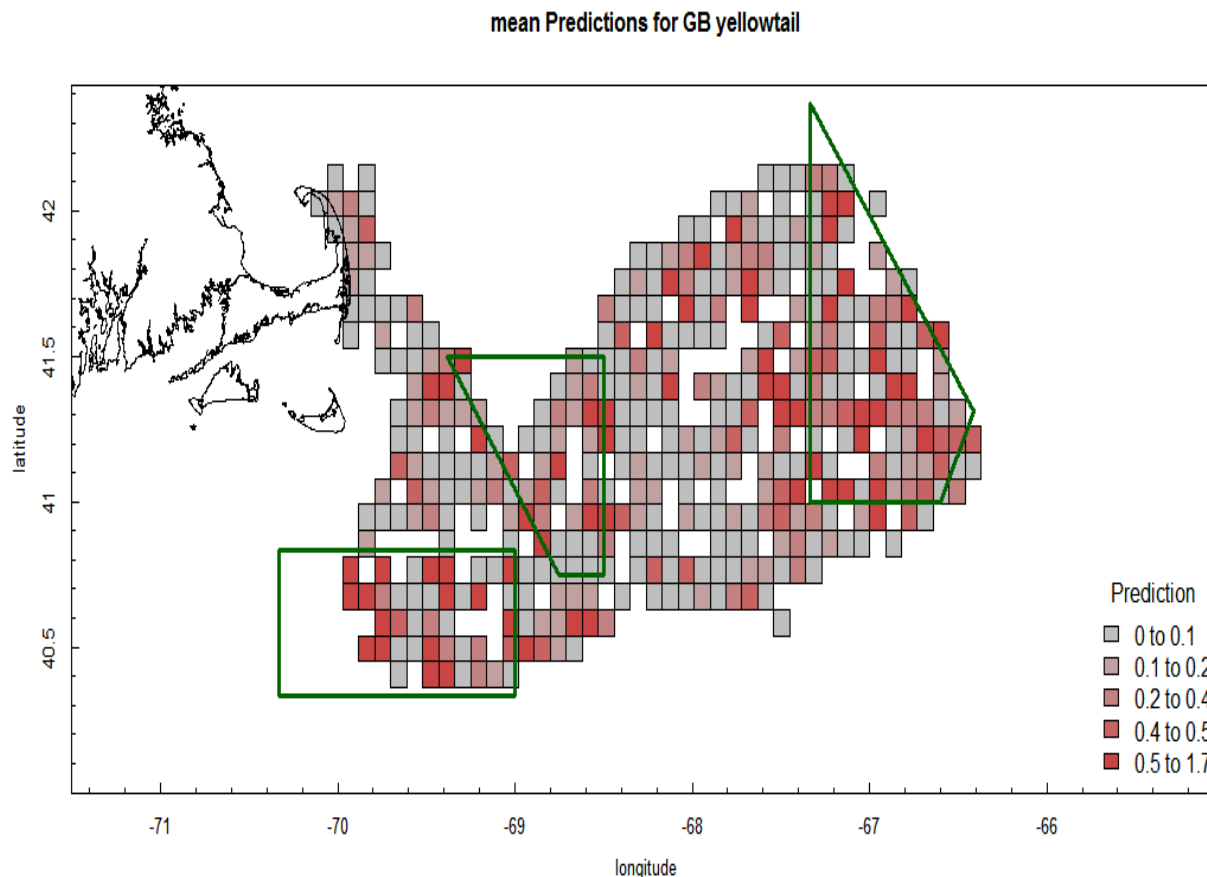 mean Predictions for GB yellowtail
latitude
42
41.5
41
40.5
Prediction
0 to 0.1
0.1 to 0.2
0.2 to 0.4
0.4 to 0.5
0.5 to 1.7
-71 -70 -69 -68 -67 -66
longitude